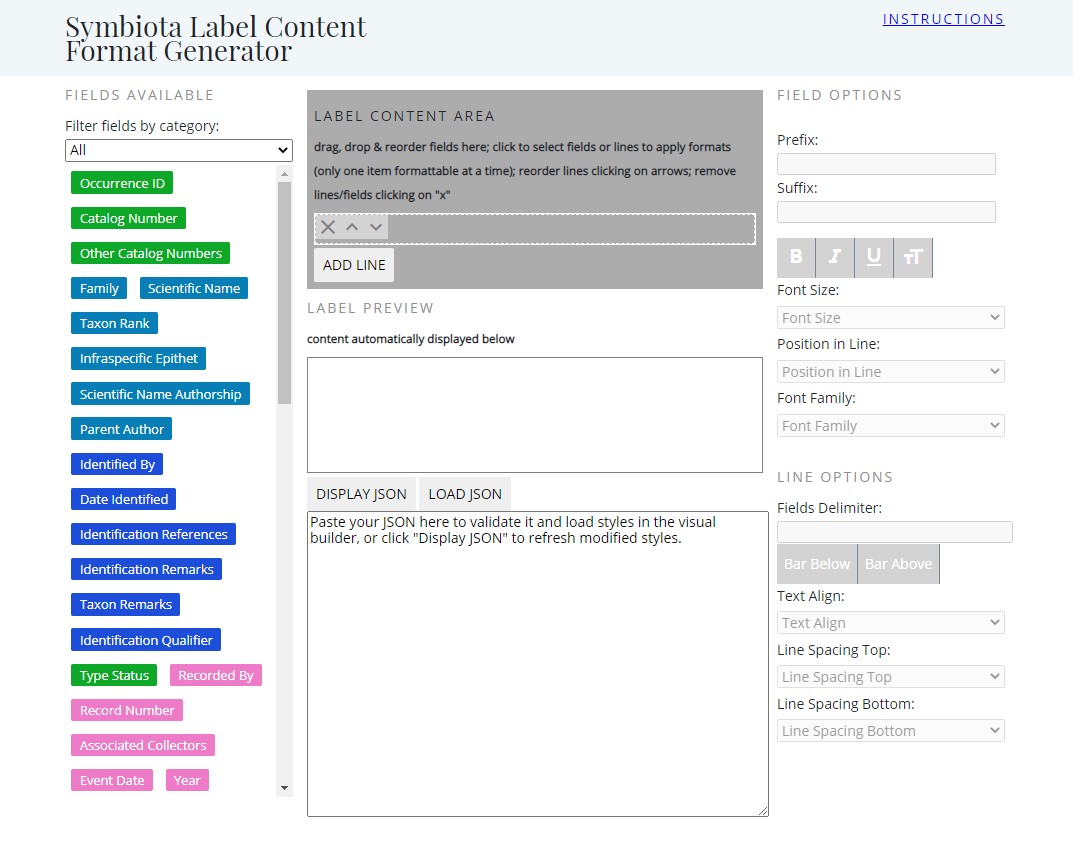 Symbiota Label Content
Format Generator
INSTRUCTIONS
FIELDS AVAILABLE
Filter fields by category:
All
Occurrence ID
Catalog Number
Other Catalog Numbers
Family Scientific Name
Taxon Rank
Infraspecific Epithet
Scientific Name Authorship
Parent Author
Identified By
Date Identified
Identification References
Identification Remarks
Taxon Remarks
Identification Qualifier
Type Status Recorded By
Record Number
Associated Collectors
Event Date Year
LABEL CONTENT AREA
drag, drop & reorder fields here; click to select fields or lines to apply formats
(only one item formattable at a time); reorder lines clicking on arrows; remove
lines/fields clicking on "x"
ADD LINE
LABEL PREVIEW
content automatically displayed below
DISPLAY JSON LOAD JSON
Paste your JSON here to validate it and load styles in the visual
builder, or click "Display JSON" to refresh modified styles.
FIELD OPTIONS
Prefix:
Suffix:
B I U TT
Font Size:
Font Size
Position in Line:
Position in Line
Font Family:
Font Family
LINE OPTIONS
Fields Delimiter:
Bar Below Bar Above
Text Align:
Text Align
Line Spacing Top:
Line Spacing Top
Line Spacing Bottom:
Line Spacing Bottom